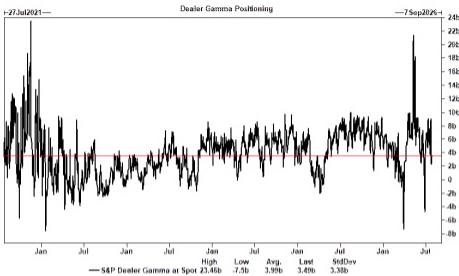 Dealer Gamma Positioning
27Jul2021 7Sep2026
24b
22b
20b
18b
16b
14b
12b
10b
8b
6b
4b
2b
0
-2b
-4b
-6b
-8b
Jan Jul Jan Jul Jan Jul Jan Jul Jan Jul
High Low Avg. Last StdDev
S&P Dealer Gamma at Spot 23.46b -7.5b 3.99b 3.49b 3.38b